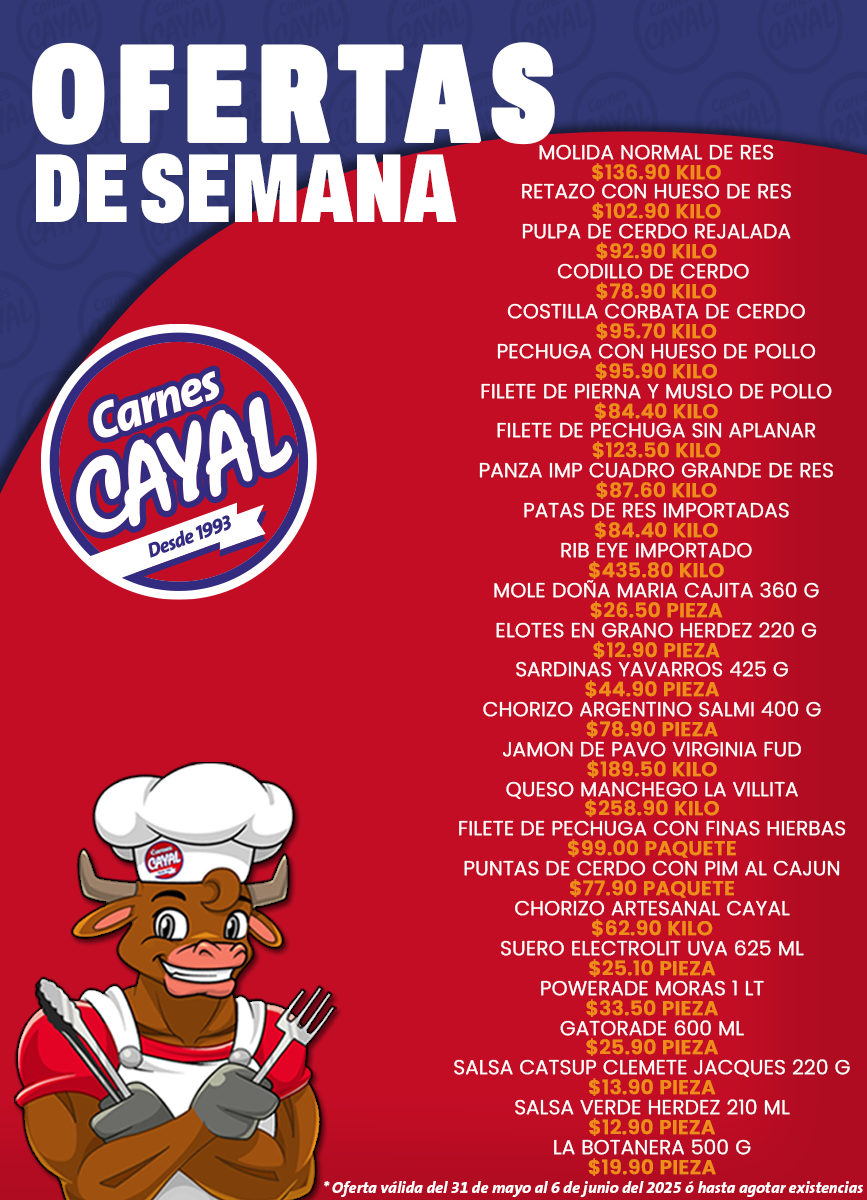 OFERTAS
DE SEMANA
Carnes
CAYAL
Desde 1993
MOLIDA NORMAL DE RES
$136.90 KILO
RETAZO CON HUESO DE RES
$102.90 KILO
PULPA DE CERDO REJALADA
$92.90 KILO
CODILLO DE CERDO
$78.90 KILO
COSTILLA CORBATA DE CERDO
$95.70 KILO
PECHUGA CON HUESO DE POLLO
$95.90 KILO
FILETE DE PIERNA Y MUSLO DE POLLO
$84.40 KILO
FILETE DE PECHUGA SIN APLANAR
$123.50 KILO
PANZA IMP CUADRO GRANDE DE RES
$87.60 KILO
PATAS DE RES IMPORTADAS
$84.40 KILO
RIB EYE IMPORTADO
$435.80 KILO
MOLE DOÑA MARIA CAJITA 360 G
$26.50 PIEZA
ELOTES EN GRANO HERDEZ 220 G
$12.90 PIEZA
SARDINAS YAVARROS 425 G
$44.90 PIEZA
CHORIZO ARGENTINO SALMI 400 G
$78.90 PIEZA
JAMON DE PAVO VIRGINIA FUD
$189.50 KILO
QUESO MANCHEGO LA VILLITA
$258.90 KILO
FILETE DE PECHUGA CON FINAS HIERBAS
$99.00 PAQUETE
PUNTAS DE CERDO CON PIM AL CAJUN
$77.90 PAQUETE
CHORIZO ARTESANAL CAYAL
$62.90 KILO
SUERO ELECTROLIT UVA 625 ML
$25.10 PIEZA
POWERADE MORAS 1 LT
$33.50 PIEZA
GATORADE 600 ML
$25.90 PIEZA
SALSA CATSUP CLEMETE JACQUES 220 G
$13.90 PIEZA
SALSA VERDE HERDEZ 210 ML
$12.90 PIEZA
LA BOTANERA 500 G
$19.90 PIEZA
Carnes
CAYAL
* Oferta válida del 31 de mayo al 6 de junio del 2025 ó hasta agotar existencias